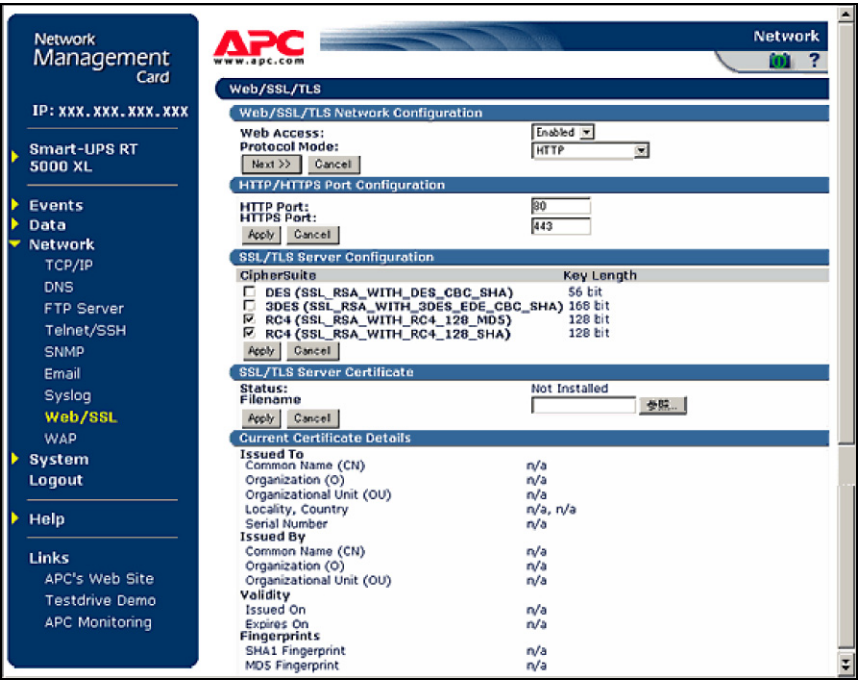 Network
Management
Card
IP: xxx.xxx.xxx.xxx
Smart-UPS RT
5000 XL
Events
Data
Network
TCP/IP
DNS
FTP Server
Telnet/SSH
SNMP
Email
Syslog
Web/SSL
WAP
System
Logout
Help
Links
APC's Web Site
Testdrive Demo
APC Monitoring
APC
www.apc.com
Network
?
Web/SSL/TLS
Web/SSL/TLS Network Configuration
Web Access: Enabled
Protocol Mode: HTTP
Next >> Cancel
HTTP/HTTPS Port Configuration
HTTP Port: 80
HTTPS Port: 443
Apply Cancel
SSL/TLS Server Configuration
CipherSuite Key Length
DES (SSL_RSA_WITH_DES_CBC_SHA) 56 bit
3DES (SSL_RSA_WITH_3DES_EDE_CBC_SHA) 168 bit
RC4 (SSL_RSA_WITH_RC4_128_MD5) 128 bit
RC4 (SSL_RSA_WITH_RC4_128_SHA) 128 bit
Apply Cancel
SSL/TLS Server Certificate
Status: Not Installed
Filename 参照...
Apply Cancel
Current Certificate Details
Issued To
Common Name (CN) n/a
Organization (O) n/a
Organizational Unit (OU) n/a
Locality, Country n/a, n/a
Serial Number n/a
Issued By
Common Name (CN) n/a
Organization (O) n/a
Organizational Unit (OU) n/a
Validity
Issued On n/a
Expires On n/a
Fingerprints
SHA1 Fingerprint n/a
MD5 Fingerprint n/a